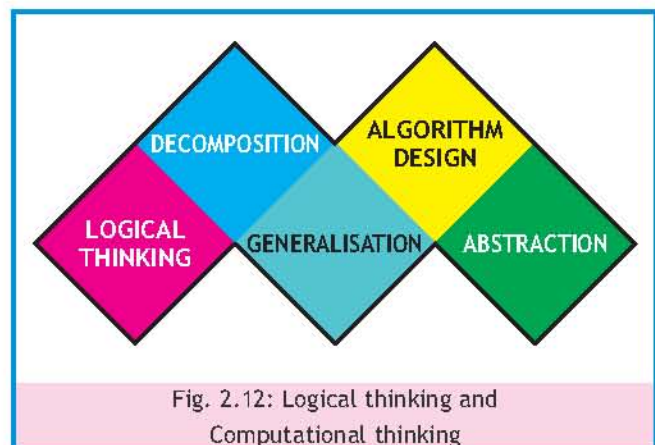 DECOMPOSITION
ALGORITHM
DESIGN
LOGICAL
THINKING
GENERALISATION
ABSTRACTION
Fig. 2.12: Logical thinking and
Computational thinking